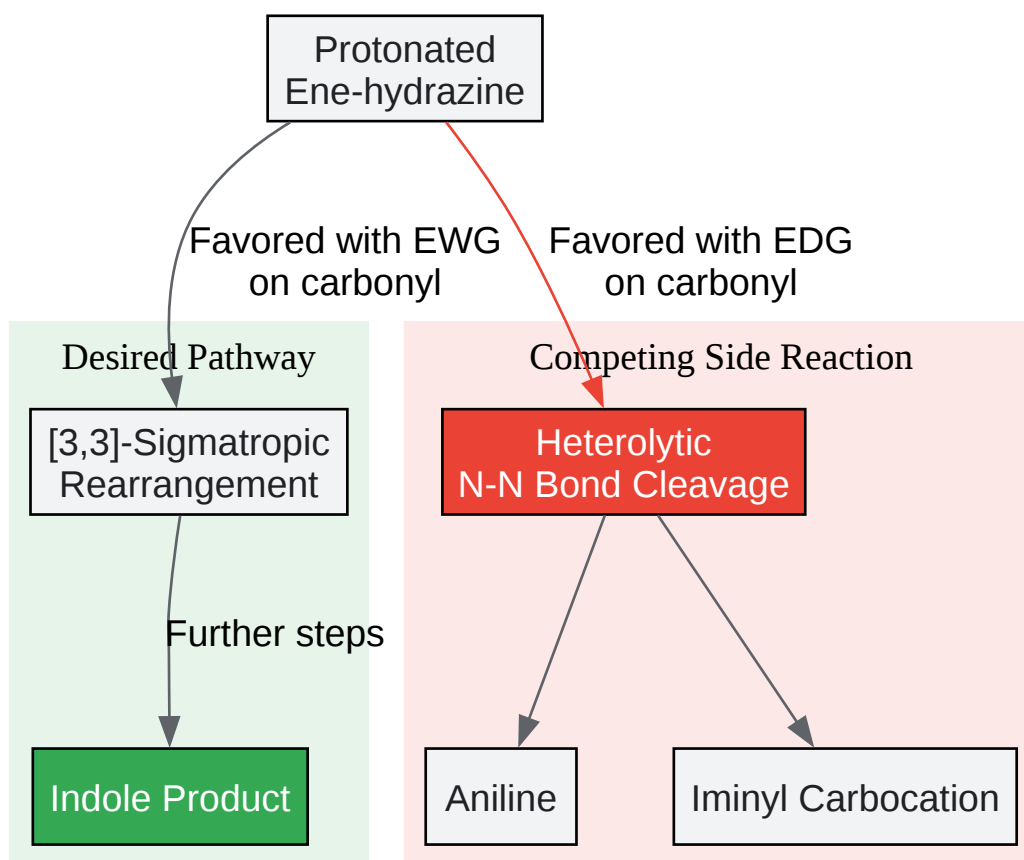 Protonated
Ene-hydrazine
Favored with EWG
on carbonyl
Favored with EDG
on carbonyl
Desired Pathway
Competing Side Reaction
[3,3]-Sigmatropic
Rearrangement
Heterolytic
N-N Bond Cleavage
Further steps
Indole Product
Aniline
Iminyl Carbocation